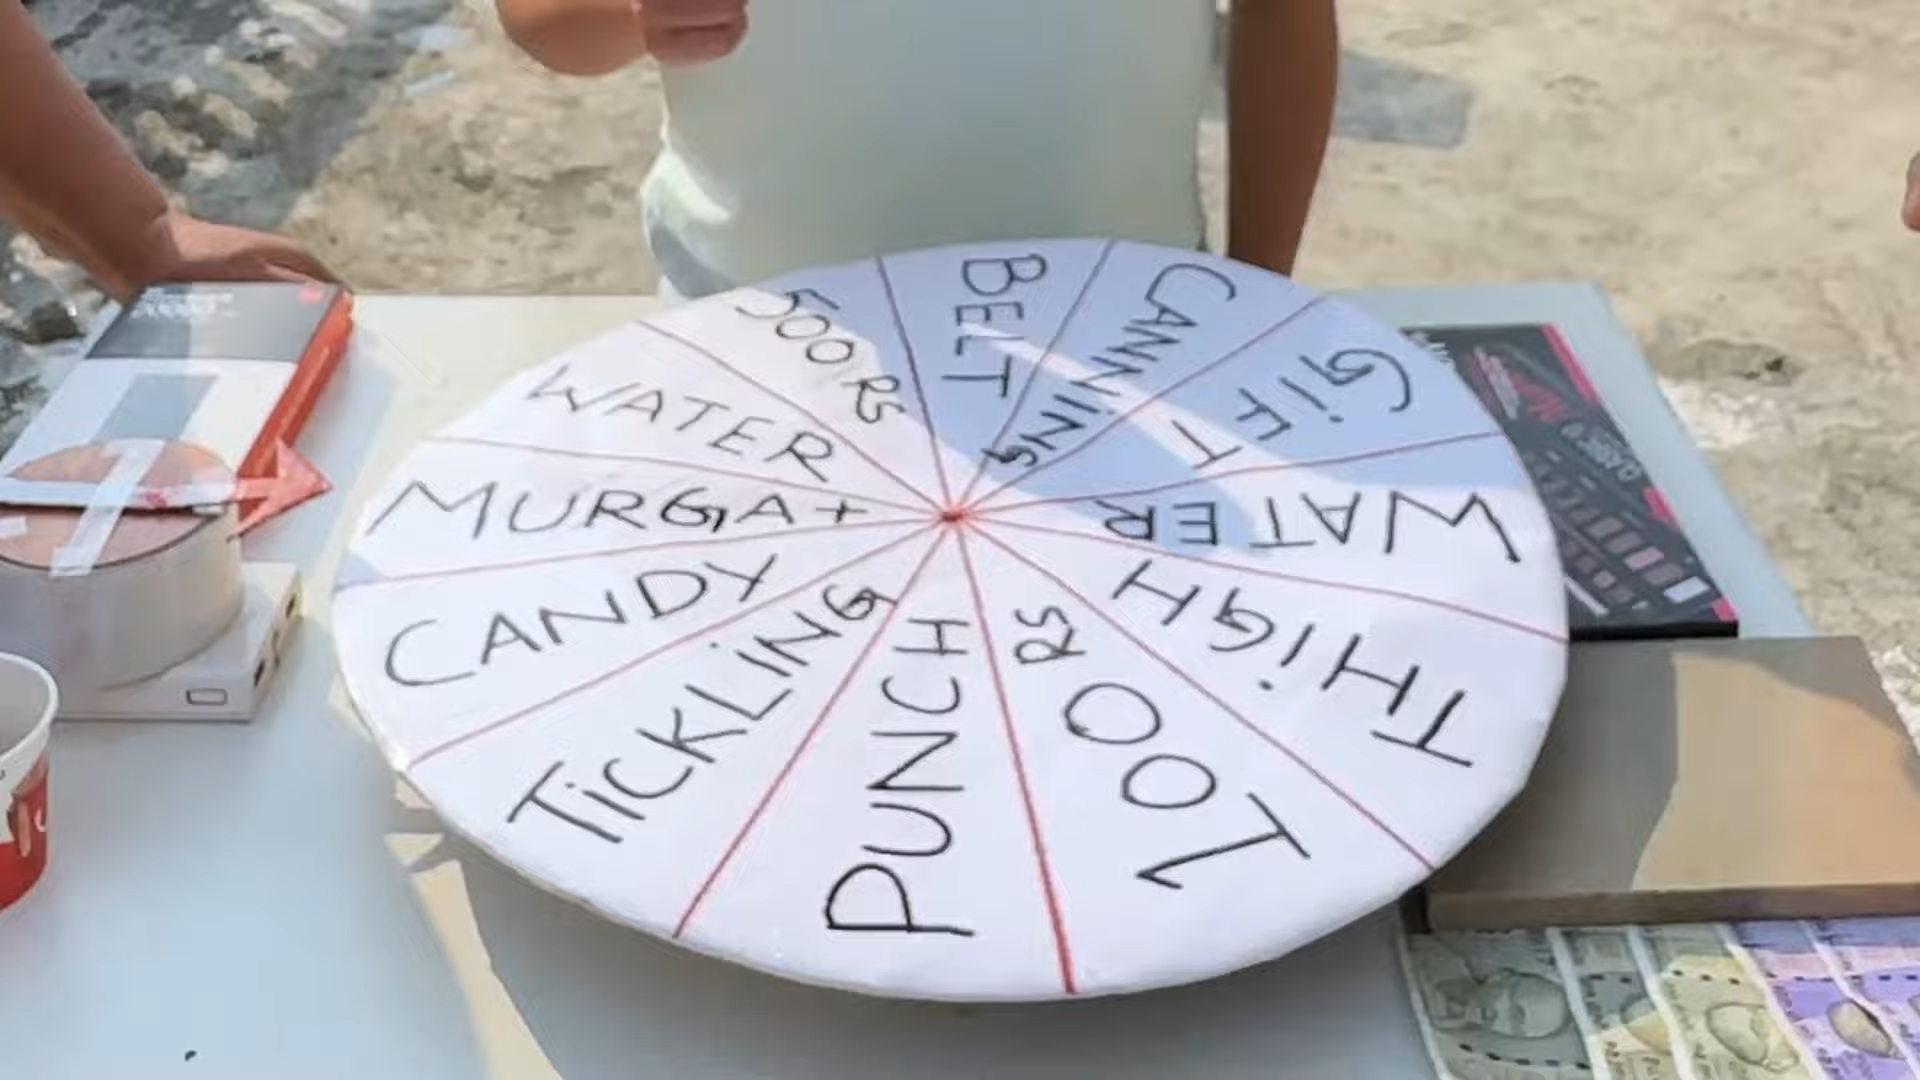 BELT
CANNiNG
GiFT
WATER
THiGH
100 RS
PUNCH
TiCKLiNG
CANDY
MURGA+
WATER
500 RS